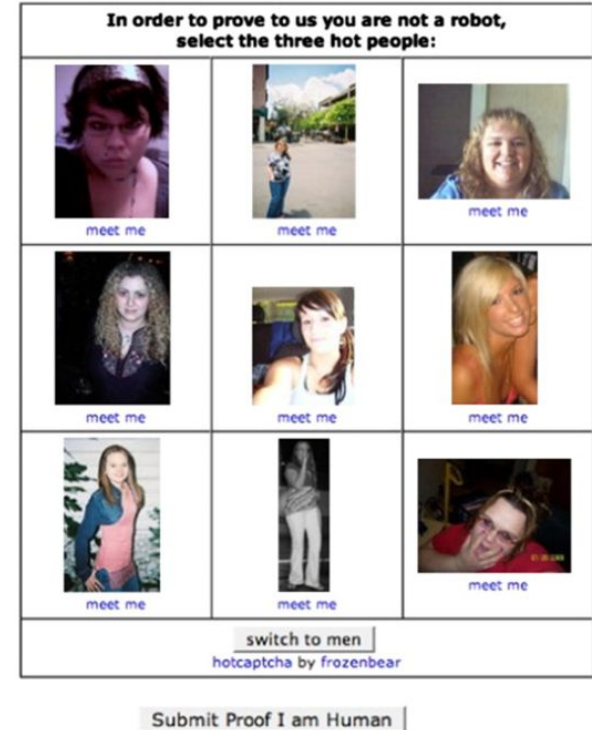 In order to prove to us you are not a robot,
select the three hot people:
meet me
meet me
meet me
meet me
meet me
meet me
meet me
meet me
meet me
switch to men
hotcaptcha by frozenbear
Submit Proof I am Human